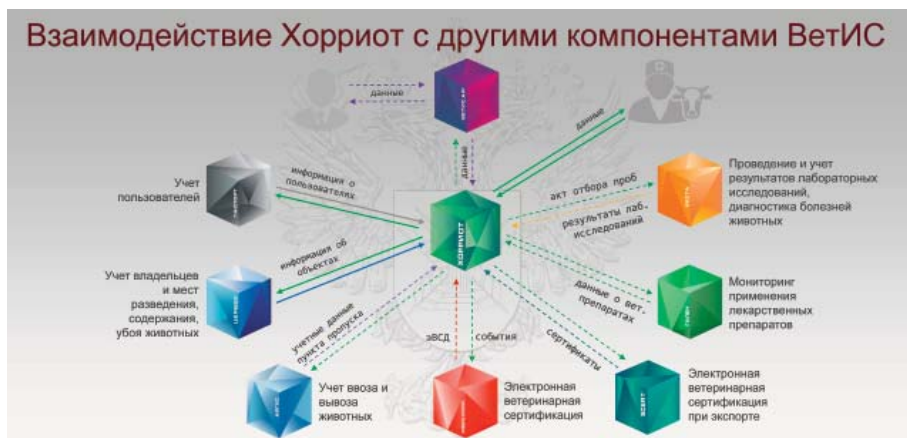 Взаимодействие Хорриот с другими компонентами ВетИС
данные
данные
данные
Учет
пользователей
информация о
пользователях
ХОРРИОТ
акт отбора проб
результаты лаб.
исследований
Проведение и учет
результатов лабораторных
исследований,
диагностика болезней
животных
Учет владельцев
и мест
разведения,
содержания,
убоя животных
ЦЕРБЕР
информация об
объектах
данные о вет-
препаратах
ГАЛЕН
Мониторинг
применения
лекарственных
препаратов
учетные данные
пункта пропуска
эВСД
события
сертификаты
АРГУС
Учет ввоза и
вывоза
животных
Электронная
ветеринарная
сертификация
Электронная
ветеринарная
сертификация
при экспорте